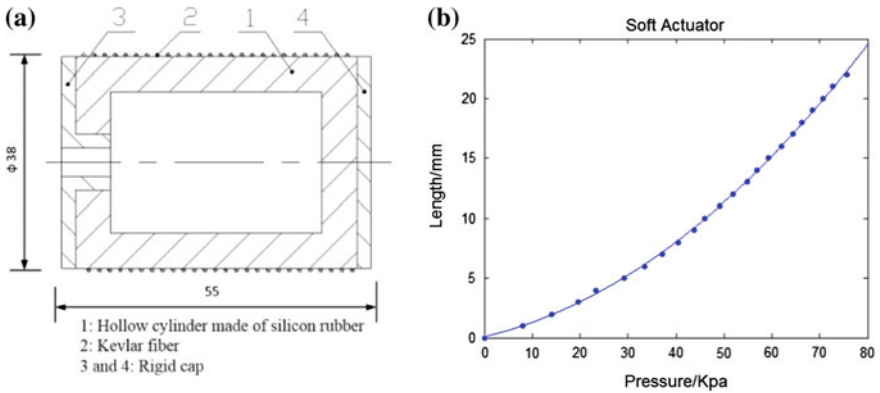 (a)
3 2 1 4
Φ38
55
1: Hollow cylinder made of silicon rubber
2: Kevlar fiber
3 and 4: Rigid cap
(b)
Soft Actuator
25
20
15
10
5
0
Length/mm
0 10 20 30 40 50 60 70 80
Pressure/Kpa